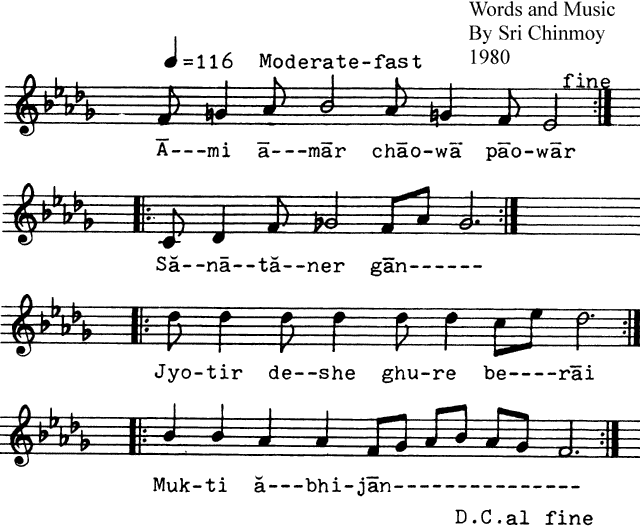 Words and Music
By Sri Chinmoy
1980
♩=116 Moderate-fast
fine
Ā---mi ā---mār chāo-wā pāo-wār
Să--nā--tă--ner gān------
Jyo-tir de--she ghu-re be----rāi
Muk-ti ă---bhi-jān---------------
D.C.al fine